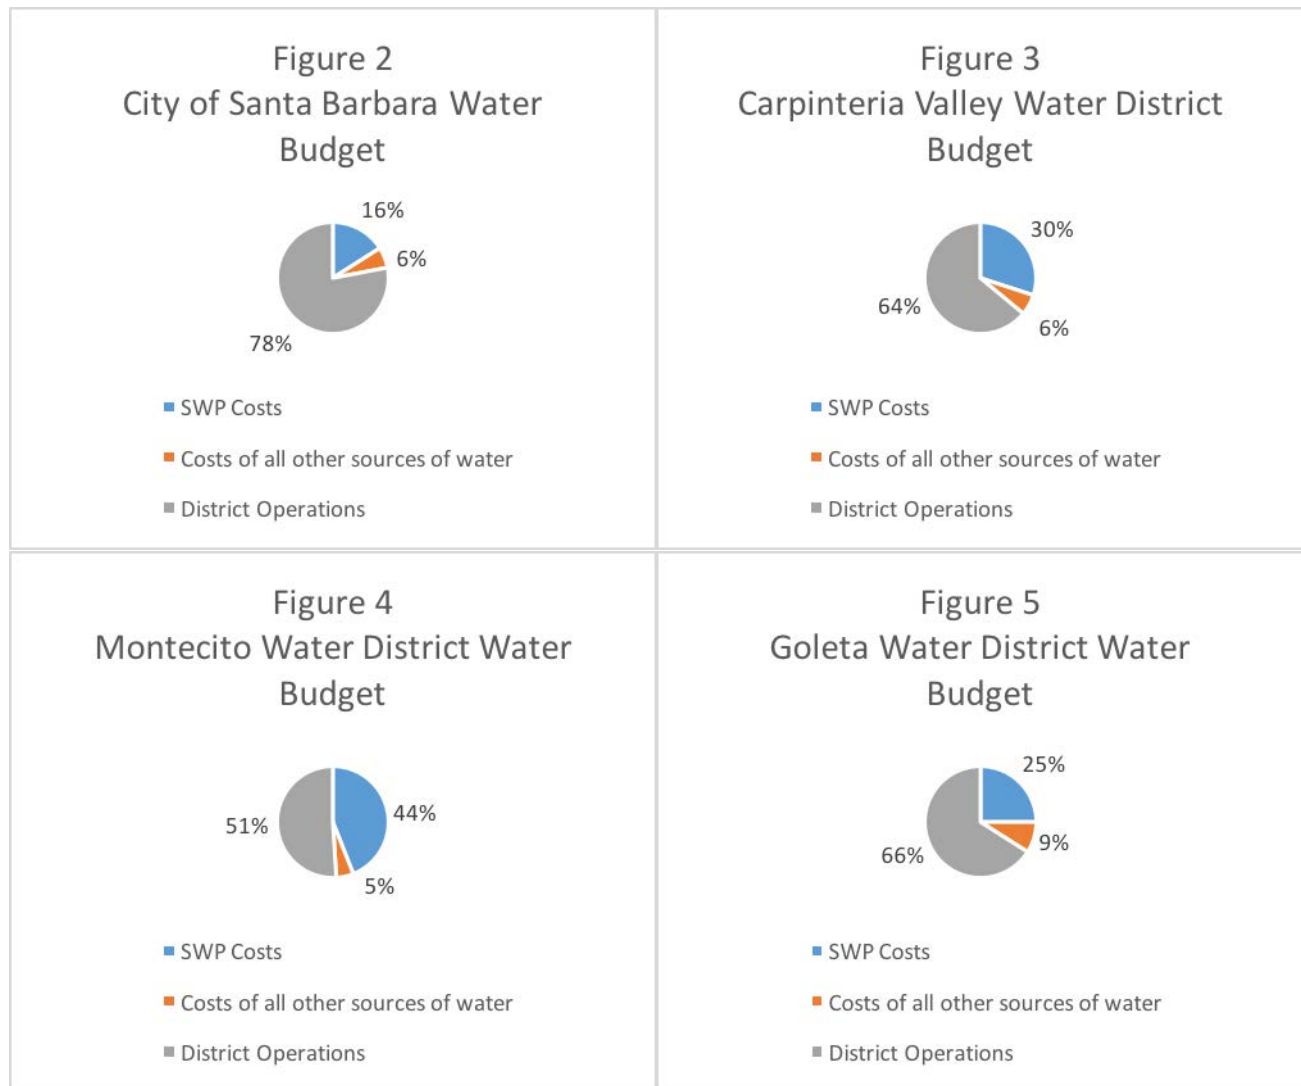 Figure 2
City of Santa Barbara Water
Budget
16%
6%
78%
SWP Costs
Costs of all other sources of water
District Operations
Figure 3
Carpinteria Valley Water District
Budget
30%
64%
6%
SWP Costs
Costs of all other sources of water
District Operations
Figure 4
Montecito Water District Water
Budget
44%
51%
5%
SWP Costs
Costs of all other sources of water
District Operations
Figure 5
Goleta Water District Water
Budget
25%
9%
66%
SWP Costs
Costs of all other sources of water
District Operations